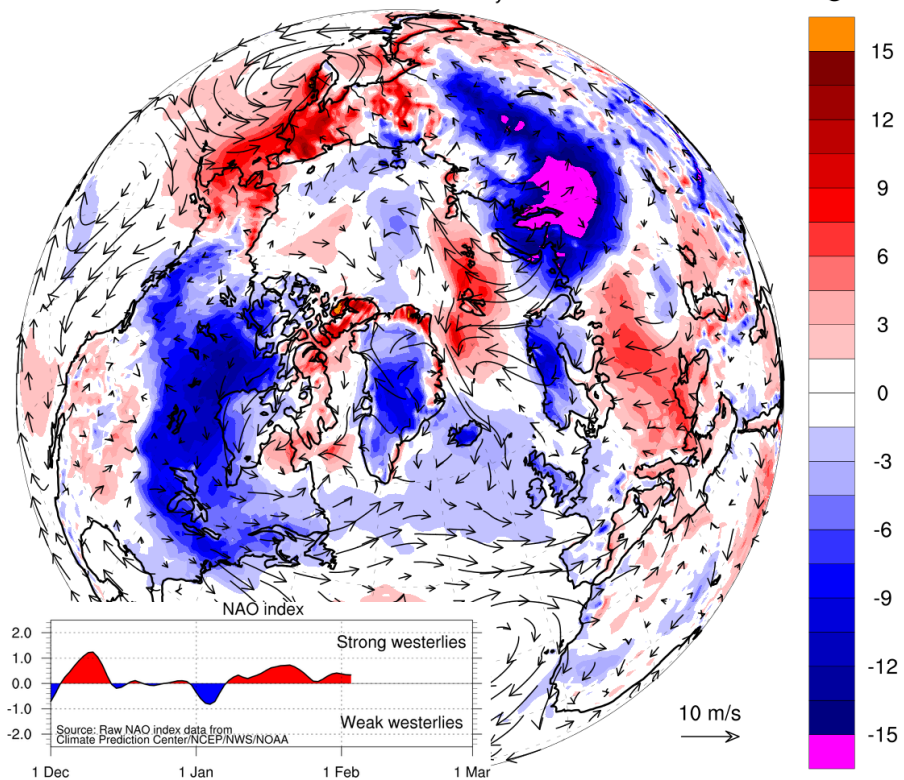 15
12
9
6
3
0
-3
-6
-9
-12
-15
10 m/s
NAO index
2.0
1.0
0.0
-1.0
-2.0
Strong westerlies
Weak westerlies
Source: Raw NAO index data from
Climate Prediction Center/NCEP/NWS/NOAA
1 Dec
1 Jan
1 Feb
1 Mar